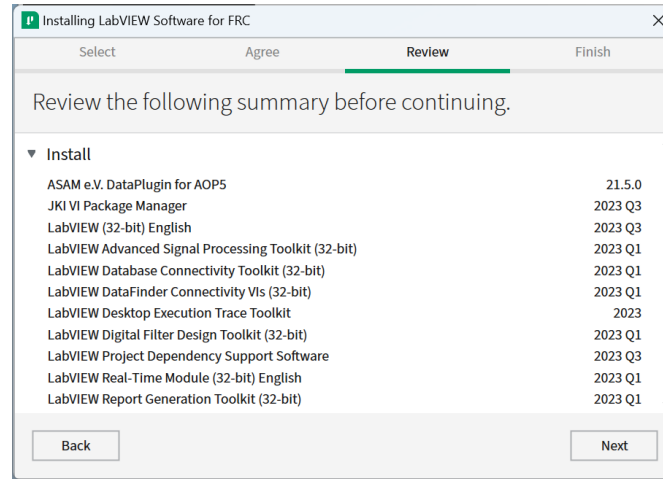 Installing LabVIEW Software for FRC
Select Agree Review Finish
Review the following summary before continuing.
Install
ASAM e.V. DataPlugin for AOP5 21.5.0
JKI VI Package Manager 2023 Q3
LabVIEW (32-bit) English 2023 Q3
LabVIEW Advanced Signal Processing Toolkit (32-bit) 2023 Q1
LabVIEW Database Connectivity Toolkit (32-bit) 2023 Q1
LabVIEW DataFinder Connectivity VIs (32-bit) 2023 Q1
LabVIEW Desktop Execution Trace Toolkit 2023
LabVIEW Digital Filter Design Toolkit (32-bit) 2023 Q1
LabVIEW Project Dependency Support Software 2023 Q3
LabVIEW Real-Time Module (32-bit) English 2023 Q1
LabVIEW Report Generation Toolkit (32-bit) 2023 Q1
Back Next